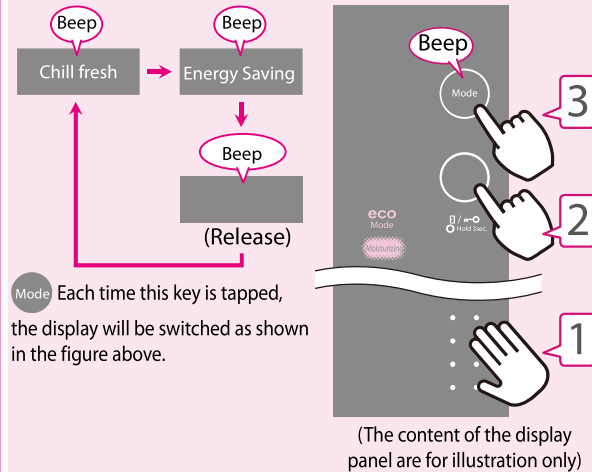 Beep
Beep
Chill fresh
Energy Saving
Beep
(Release)
Mode Each time this key is tapped,
the display will be switched as shown
in the figure above.
Beep
Mode
3
2
eco
Mode
Hold 3sec.
Moisturizing
1
(The content of the display
panel are for illustration only)